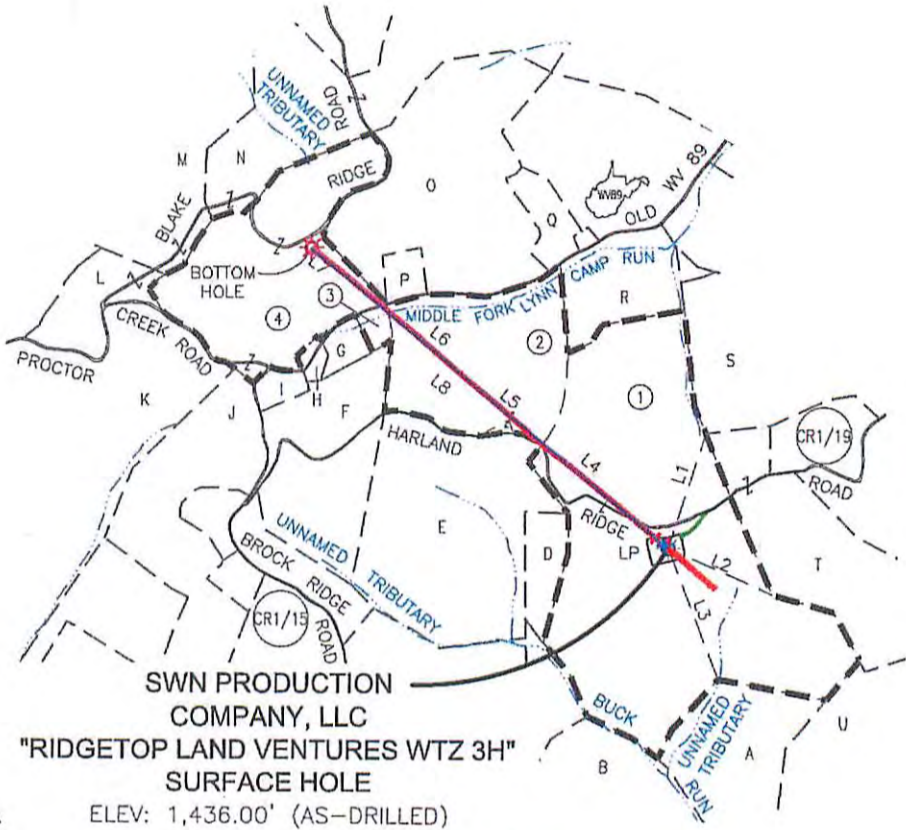 UNNAMED
TRIBUTARY
ROAD
Z
M
N
RIDGE
Z
BLAKE
Z
O
WV89
OLD WV 89
Q
Z
L
Z
BOTTOM
HOLE
Z
P
3
MIDDLE FORK LYNN CAMP RUN
R
4
L6
2
CREEK ROAD
PROCTOR
G
Z
L8
S
I
H
1
K
J
F
L5
HARLAND
CR1/19
L4
L1
Z
ROAD
RIDGE
E
D
LP
L2
T
UNNAMED
TRIBUTARY
BROCK RIDGE
ROAD
CR1/15
L3
SWN PRODUCTION
COMPANY, LLC
"RIDGETOP LAND VENTURES WTZ 3H"
SURFACE HOLE
ELEV: 1,436.00' (AS-DRILLED)
BUCK
RUN
UNNAMED
TRIBUTARY
B
A
U